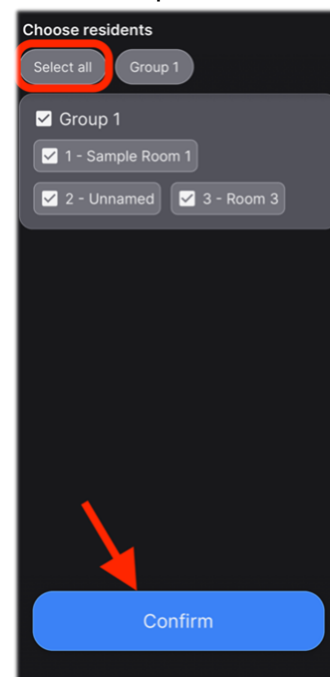 Choose residents
Select all Group 1
Group 1
1 - Sample Room 1
2 - Unnamed 3 - Room 3
Confirm